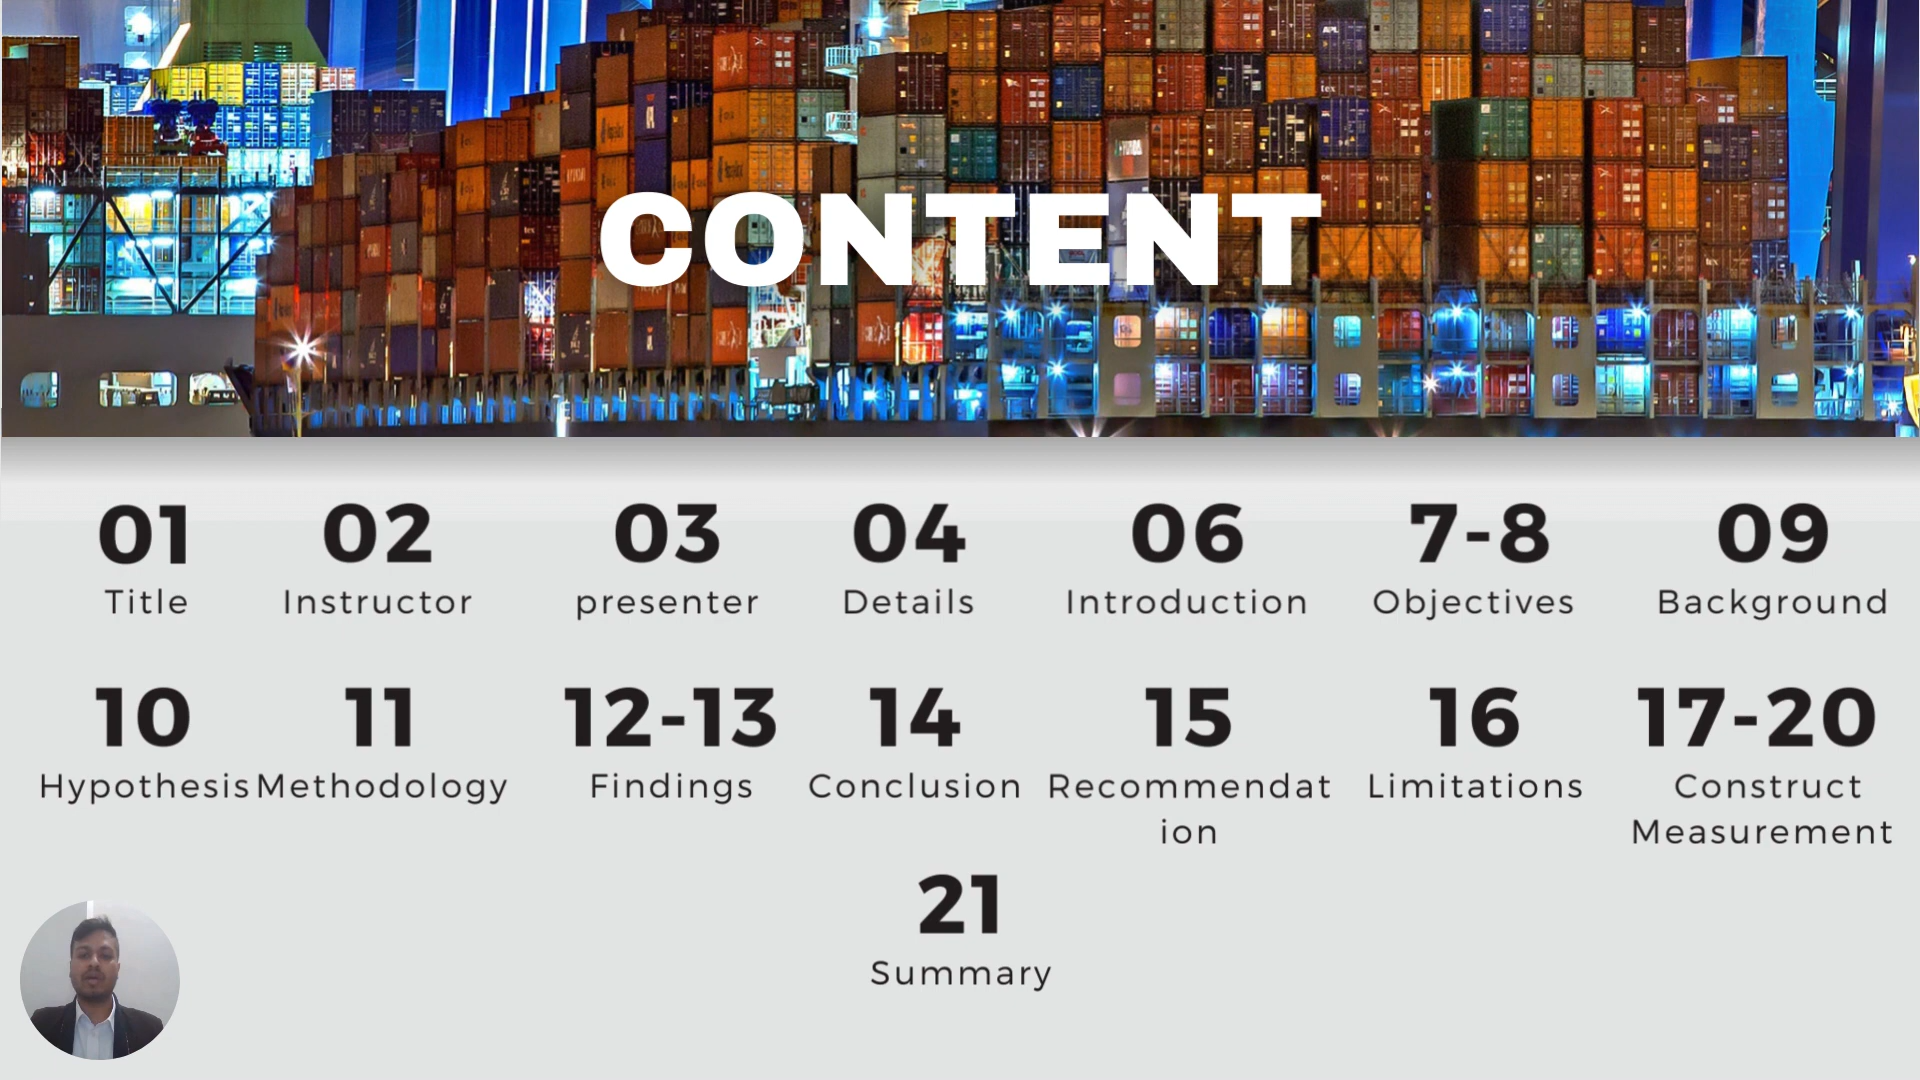 CONTENT
01 02 03 04 06 7-8 09
Title Instructor presenter Details Introduction Objectives Background
10 11 12-13 14 15 16 17-20
Hypothesis Methodology Findings Conclusion Recommendat Limitations Construct
ion Measurement
21
Summary